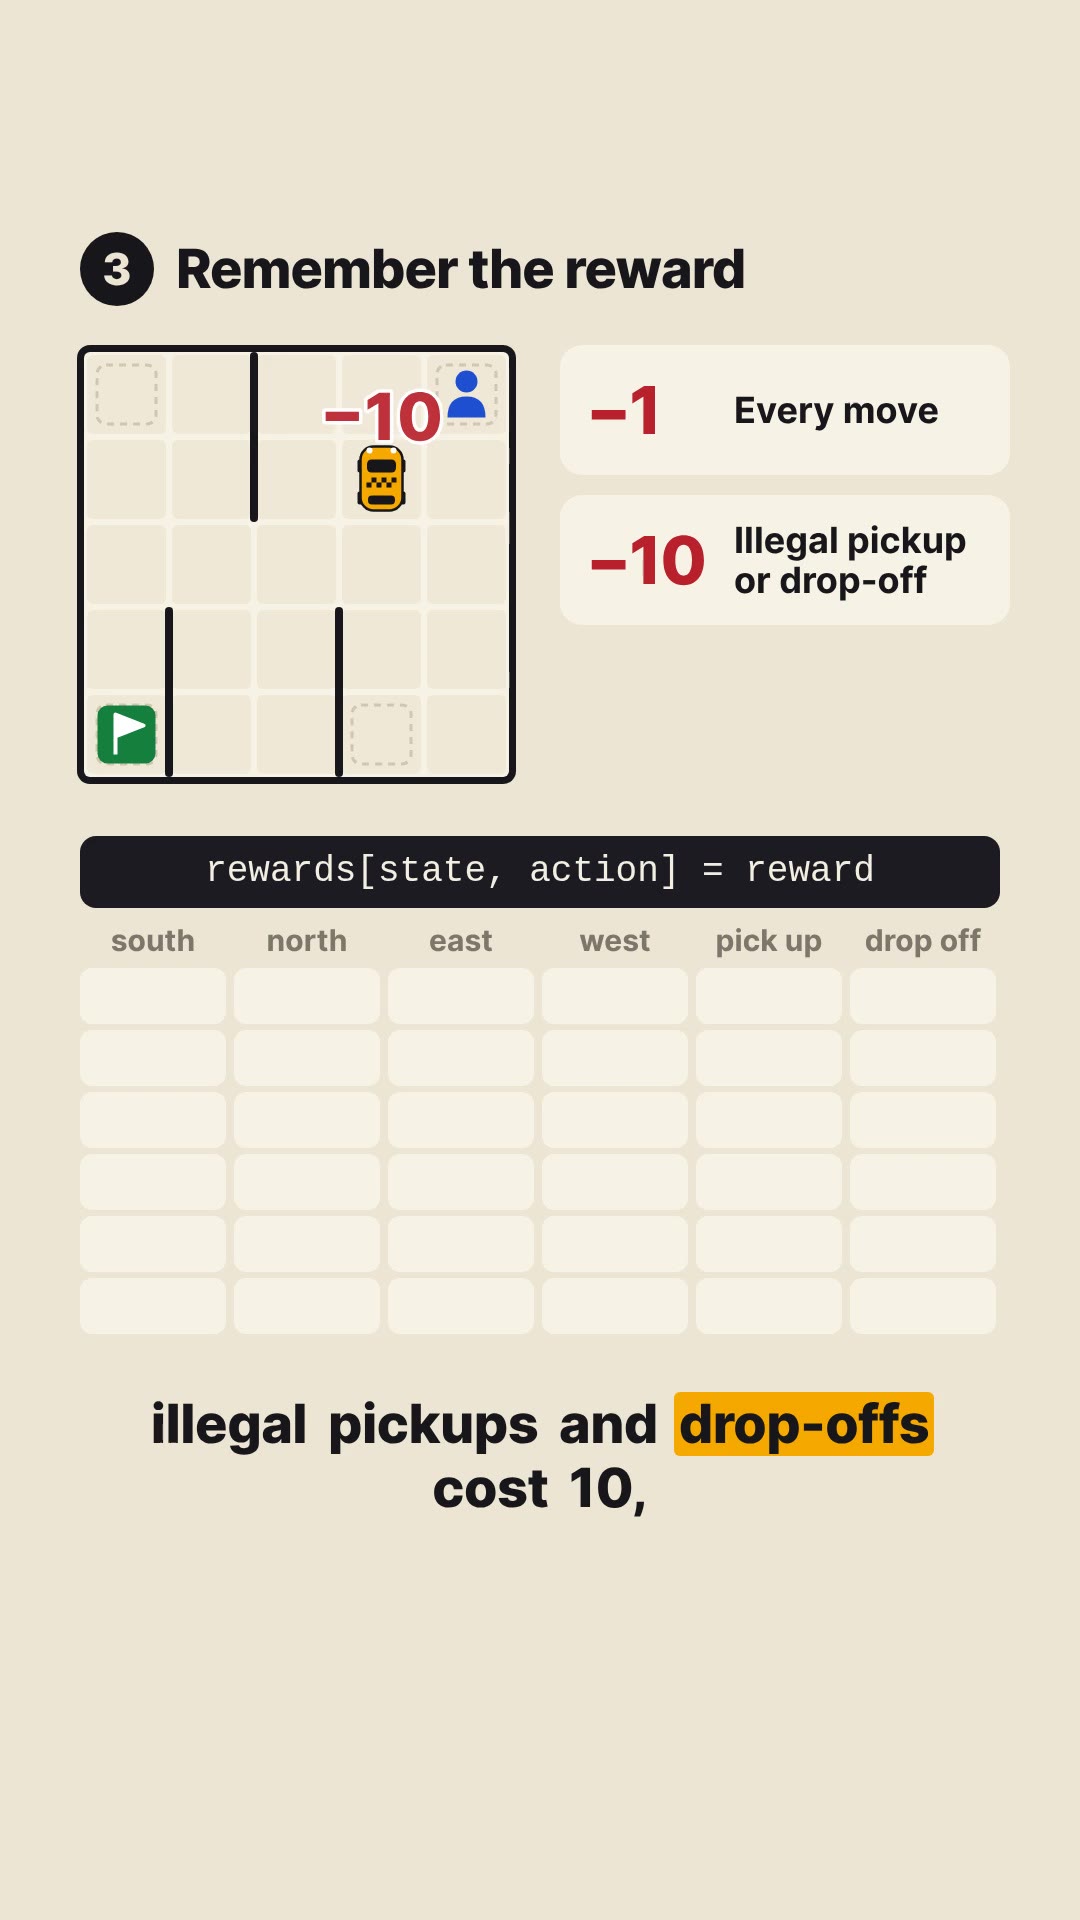 3 Remember the reward
−10
−1 Every move
−10 Illegal pickup
or drop-off
rewards[state, action] = reward
south north east west pick up drop off
illegal pickups and drop-offs
cost 10,